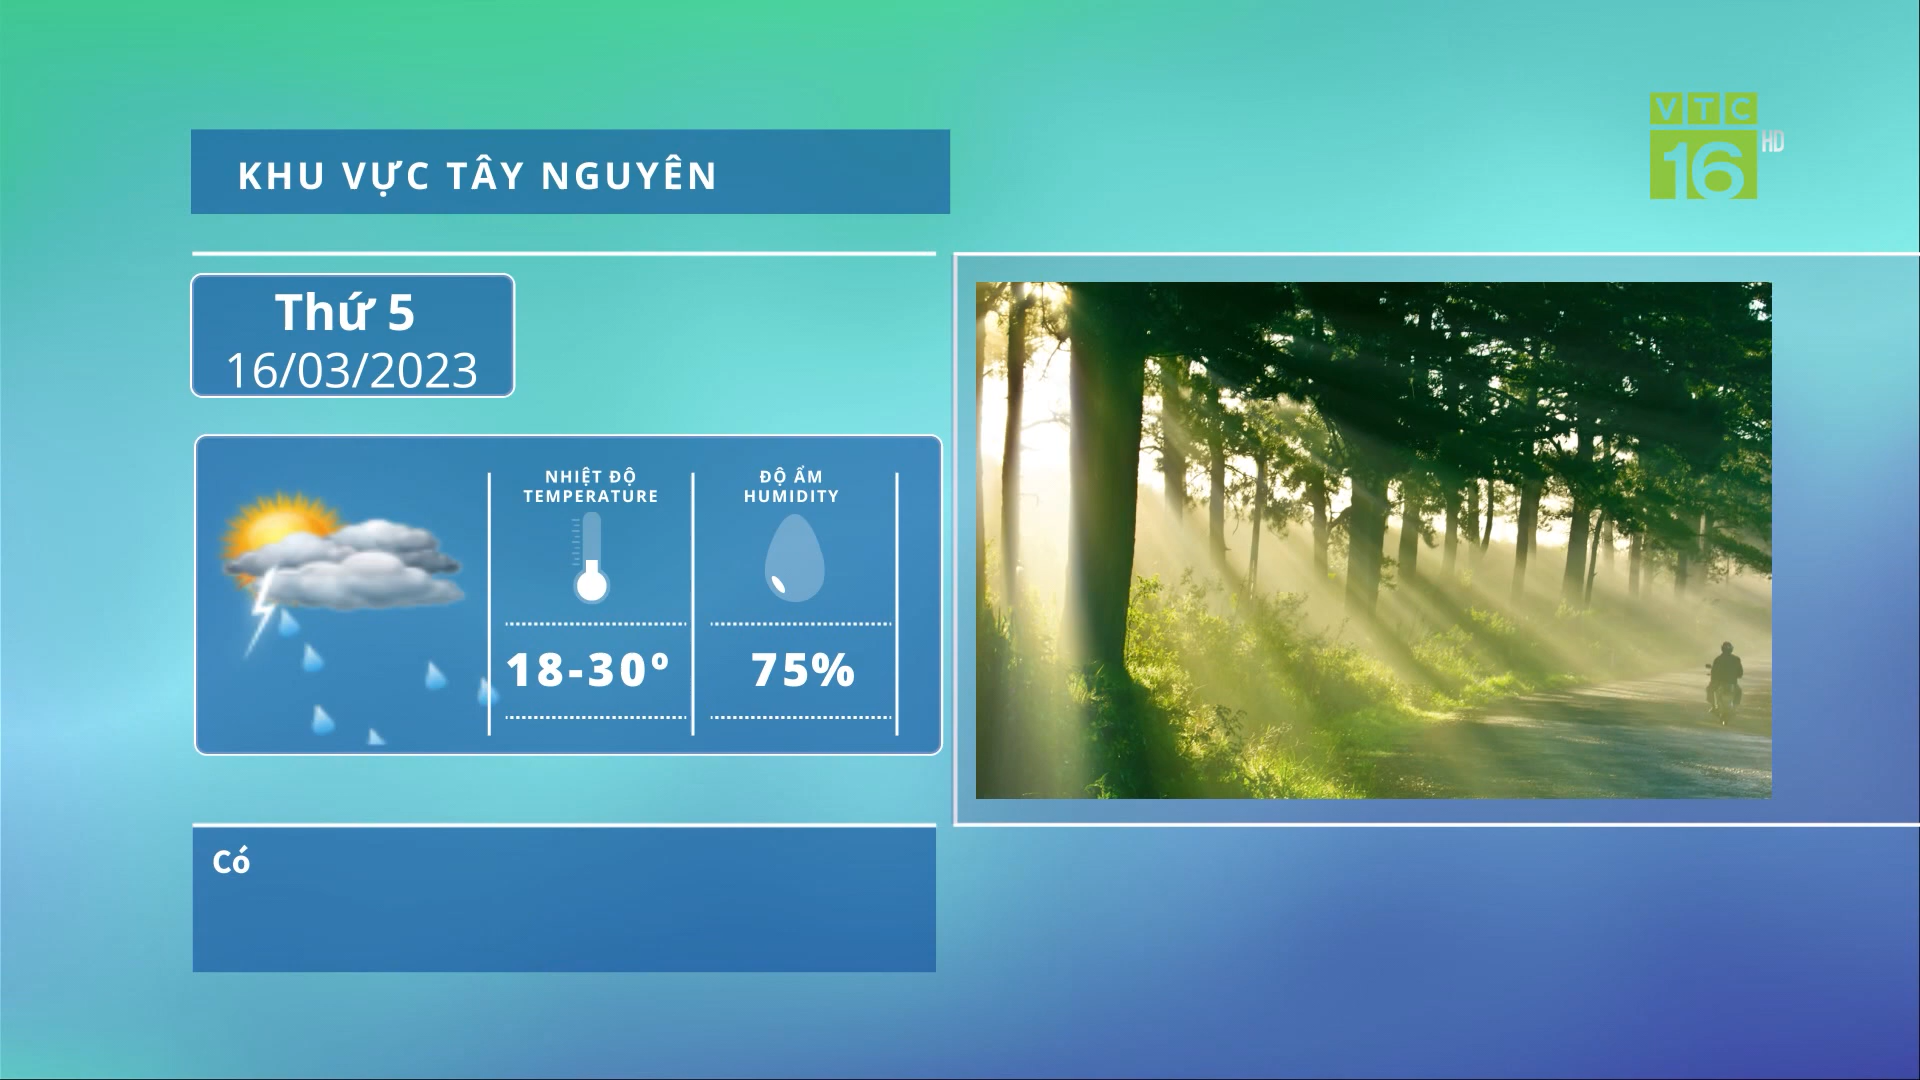 VTC
16
HD
KHU VỰC TÂY NGUYÊN
Thứ 5
16/03/2023
NHIỆT ĐỘ
TEMPERATURE
ĐỘ ẨM
HUMIDITY
18-30°
75%
Có